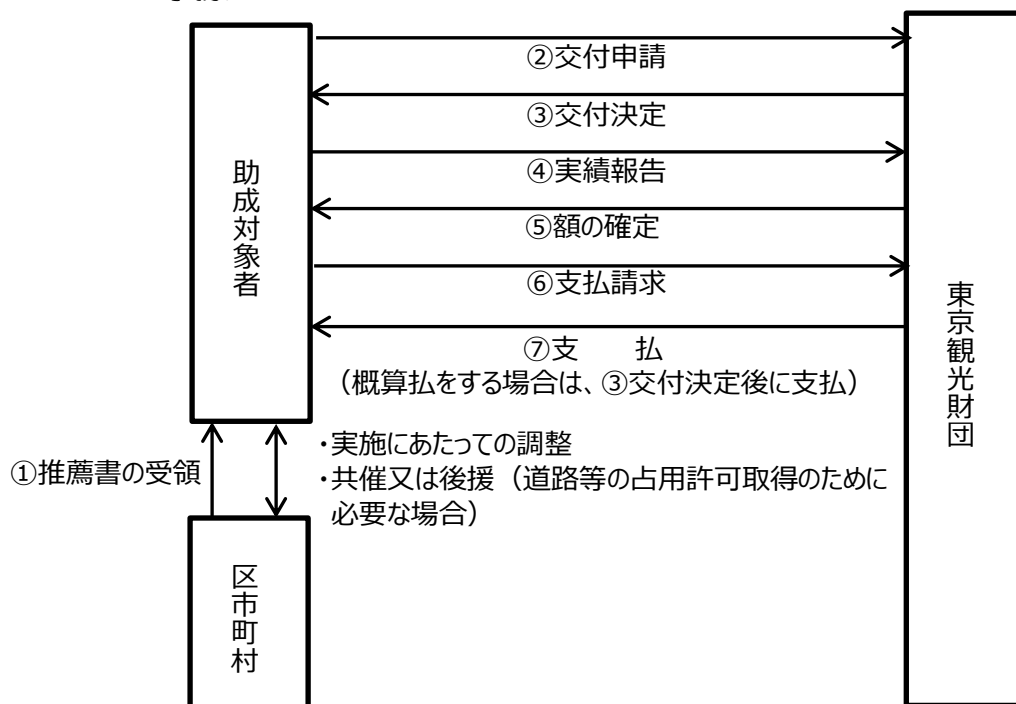 ②交付申請
③交付決定
④実績報告
⑤額の確定
⑥支払請求
⑦支　　払
（概算払をする場合は、③交付決定後に支払）
助成対象者
東京観光財団
①推薦書の受領
・実施にあたっての調整
・共催又は後援（道路等の占用許可取得のために
必要な場合）
区市町村